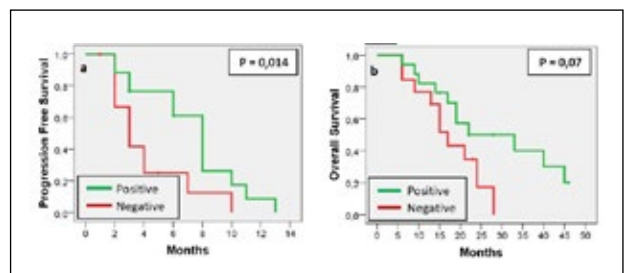 a
P = 0,014
Progression Free Survival
1,0
0,8
0,6
0,4
0,2
0,0
Positive
Negative
0 2 4 6 8 10 12 14
Months
b
P = 0,07
Overall Survival
1,0
0,8
0,6
0,4
0,2
0,0
Positive
Negative
0 5 10 15 20 25 30 35 40 45 50
Months